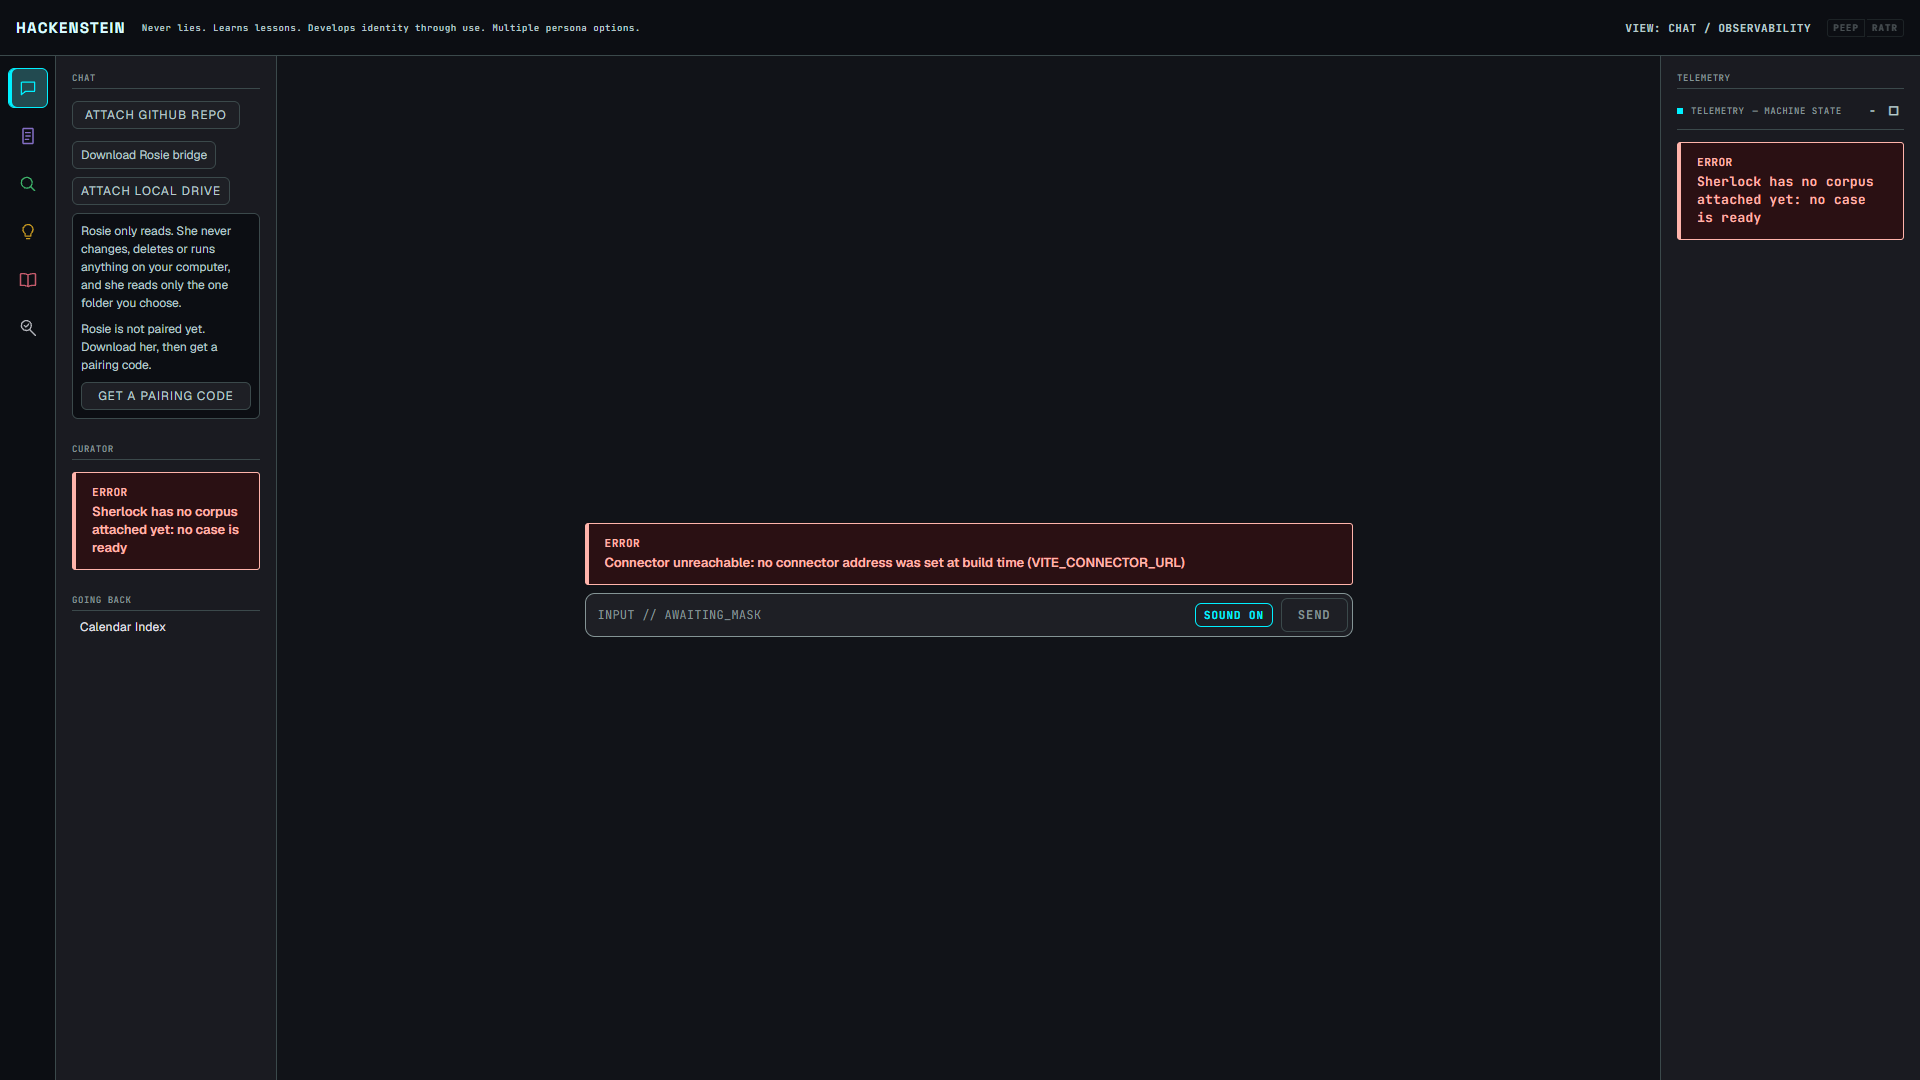 HACKENSTEIN
Never lies. Learns lessons. Develops identity through use. Multiple persona options.
VIEW: CHAT / OBSERVABILITY
PEEP RATR
CHAT
ATTACH GITHUB REPO
Download Rosie bridge
ATTACH LOCAL DRIVE
Rosie only reads. She never
changes, deletes or runs
anything on your computer,
and she reads only the one
folder you choose.
Rosie is not paired yet.
Download her, then get a
pairing code.
GET A PAIRING CODE
CURATOR
ERROR
Sherlock has no corpus
attached yet: no case is
ready
GOING BACK
Calendar Index
ERROR
Connector unreachable: no connector address was set at build time (VITE_CONNECTOR_URL)
INPUT // AWAITING_MASK
SOUND ON
SEND
TELEMETRY
TELEMETRY — MACHINE STATE
ERROR
Sherlock has no corpus
attached yet: no case
is ready